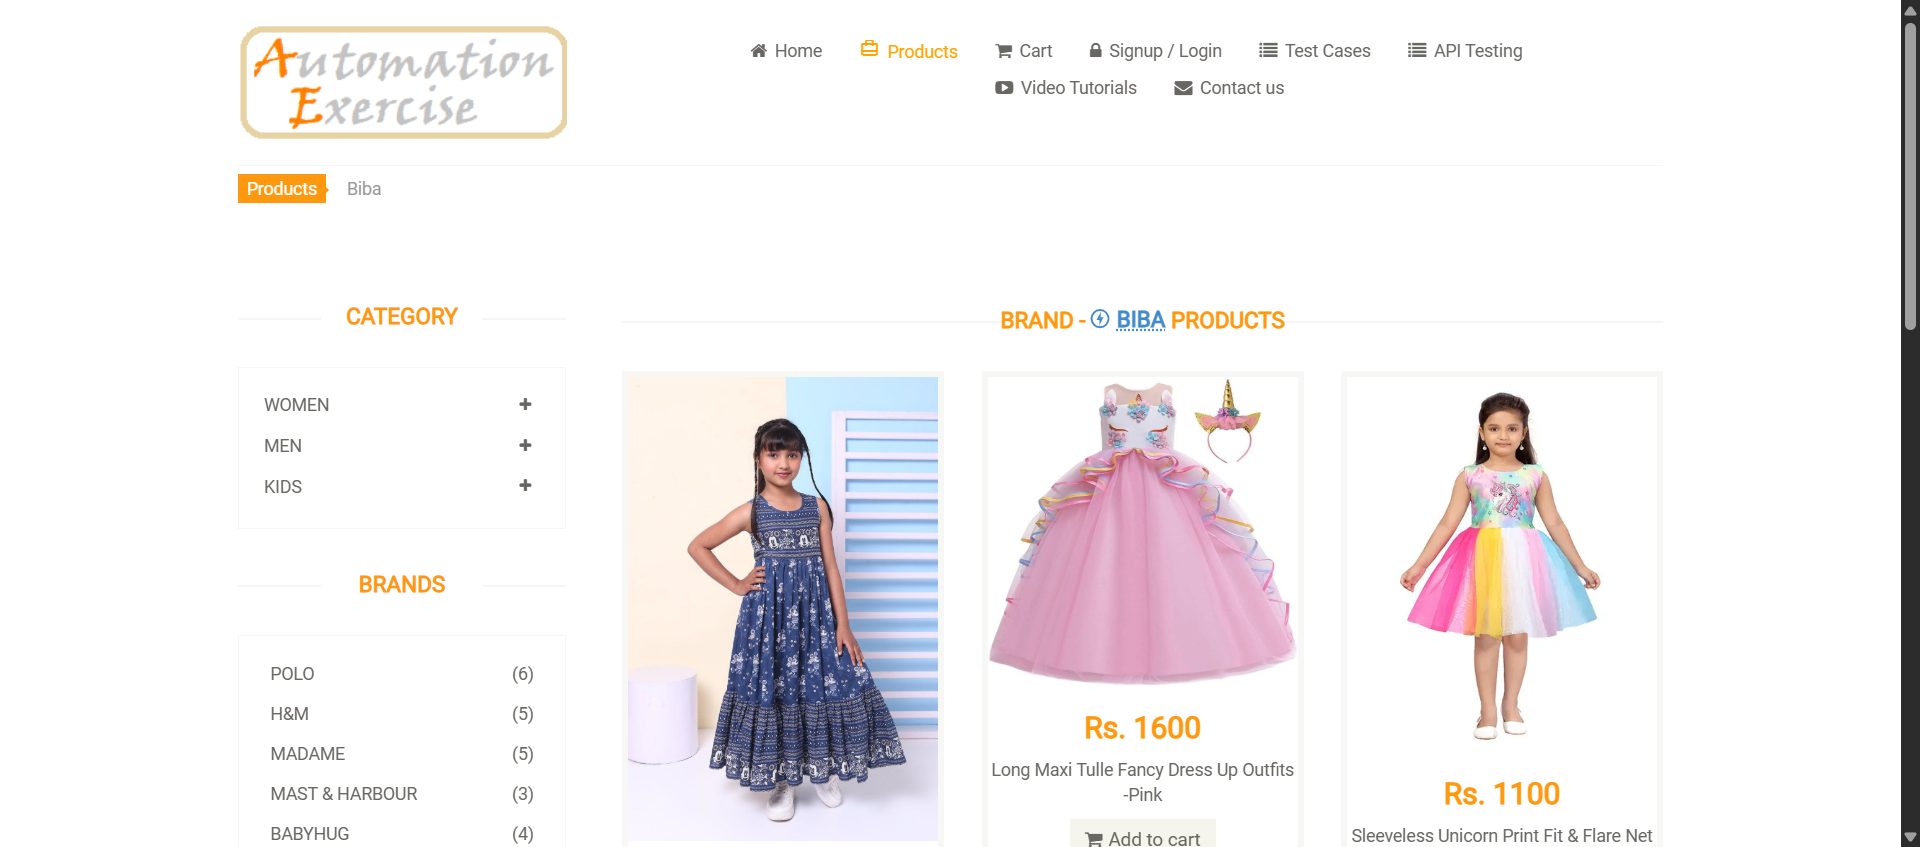 Automation
Exercise
Home
Products
Cart
Signup / Login
Test Cases
API Testing
Video Tutorials
Contact us
Products
Biba
CATEGORY
WOMEN
MEN
KIDS
BRANDS
POLO (6)
H&M (5)
MADAME (5)
MAST & HARBOUR (3)
BABYHUG (4)
BRAND - BIBA PRODUCTS
Rs. 1600
Long Maxi Tulle Fancy Dress Up Outfits
-Pink
Add to cart
Rs. 1100
Sleeveless Unicorn Print Fit & Flare Net